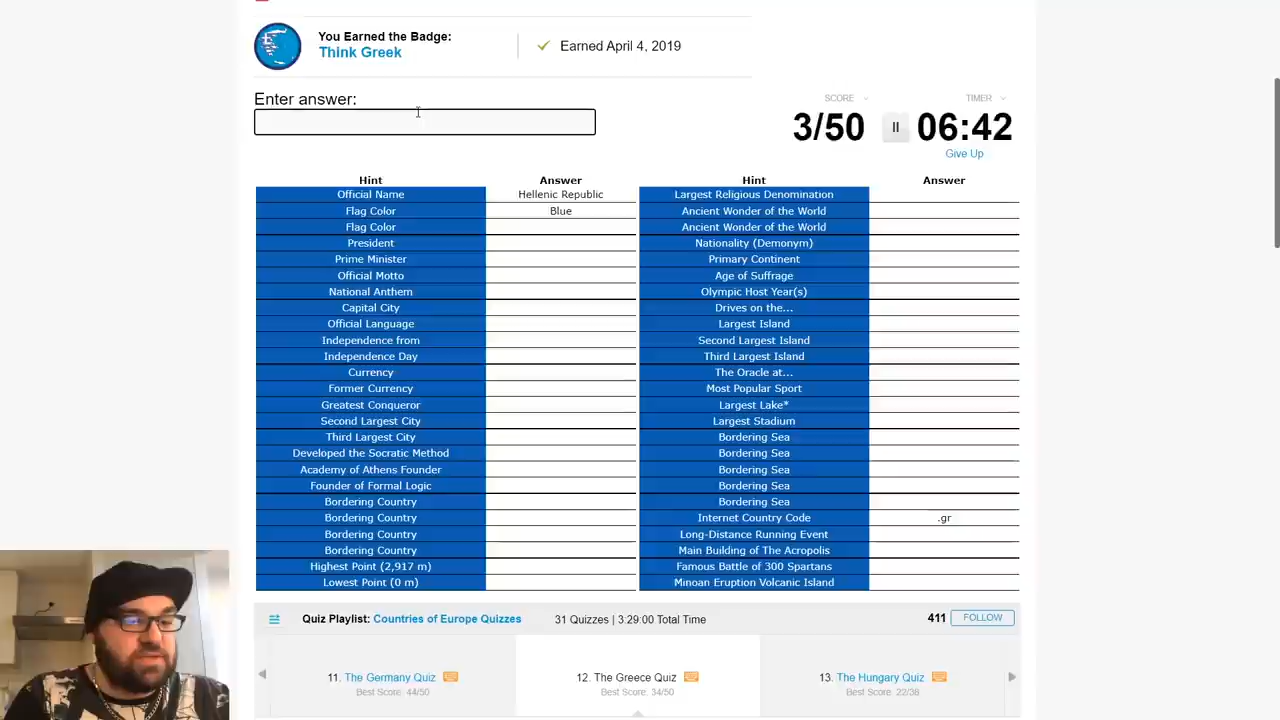 You Earned the Badge:
Think Greek
Earned April 4, 2019
Enter answer:
SCORE
TIMER
3/50
06:42
Give Up
Hint Answer Hint Answer
Official Name Hellenic Republic Largest Religious Denomination
Flag Color Blue Ancient Wonder of the World
Flag Color Ancient Wonder of the World
President Nationality (Demonym)
Prime Minister Primary Continent
Official Motto Age of Suffrage
National Anthem Olympic Host Year(s)
Capital City Drives on the...
Official Language Largest Island
Independence from Second Largest Island
Independence Day Third Largest Island
Currency The Oracle at...
Former Currency Most Popular Sport
Greatest Conqueror Largest Lake*
Second Largest City Largest Stadium
Third Largest City Bordering Sea
Developed the Socratic Method Bordering Sea
Academy of Athens Founder Bordering Sea
Founder of Formal Logic Bordering Sea
Bordering Country Bordering Sea
Bordering Country Internet Country Code .gr
Bordering Country Long-Distance Running Event
Bordering Country Main Building of The Acropolis
Highest Point (2,917 m) Famous Battle of 300 Spartans
Lowest Point (0 m) Minoan Eruption Volcanic Island
Quiz Playlist: Countries of Europe Quizzes 31 Quizzes | 3:29:00 Total Time 411 FOLLOW
11. The Germany Quiz 12. The Greece Quiz 13. The Hungary Quiz
Best Score: 44/50 Best Score: 34/50 Best Score: 22/38